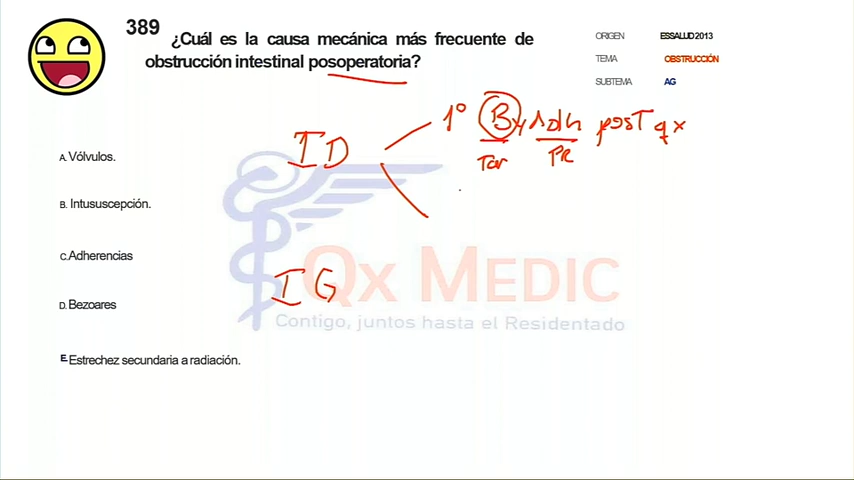 389
¿Cuál es la causa mecánica más frecuente de
obstrucción intestinal posoperatoria?
ORIGEN ESSALUD 2013
TEMA OBSTRUCCIÓN
SUBTEMA AG
1° B y Adh post qx
Tar PR
ID
A. Vólvulos.
B. Intususcepción.
C. Adherencias
IG
D. Bezoares
E. Estrechez secundaria a radiación.
Qx MEDIC
Contigo, juntos hasta el Residentado